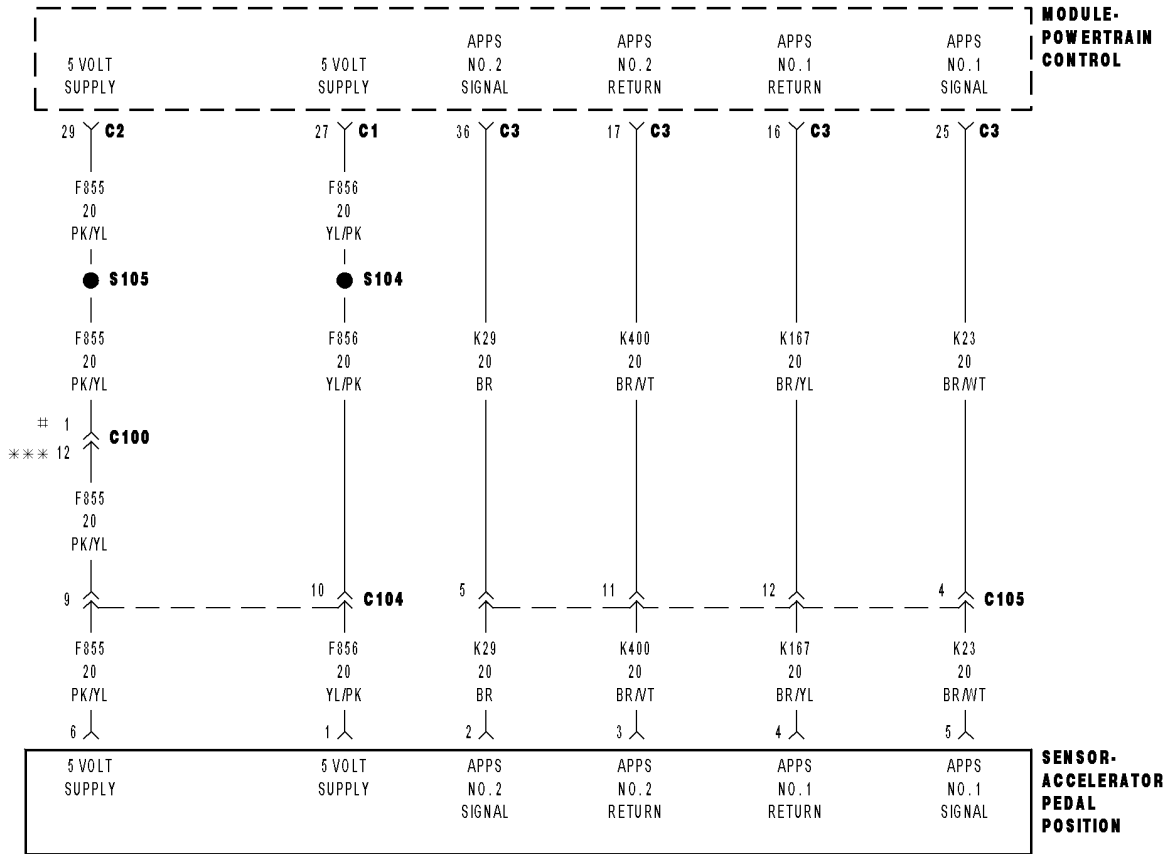 MODULE-
POWERTRAIN
CONTROL
5 VOLT
SUPPLY
5 VOLT
SUPPLY
APPS
NO. 2
SIGNAL
APPS
NO. 2
RETURN
APPS
NO. 1
RETURN
APPS
NO. 1
SIGNAL
29 C2
27 C1
36 C3
17 C3
16 C3
25 C3
F855
20
PK/YL
F856
20
YL/PK
S105
S104
F855
20
PK/YL
F856
20
YL/PK
K29
20
BR
K400
20
BR/VT
K167
20
BR/YL
K23
20
BR/WT
# 1
*** 12
C100
F855
20
PK/YL
9
10
C104
5
11
12
4
C105
F855
20
PK/YL
F856
20
YL/PK
K29
20
BR
K400
20
BR/VT
K167
20
BR/YL
K23
20
BR/WT
6
1
2
3
4
5
5 VOLT
SUPPLY
5 VOLT
SUPPLY
APPS
NO. 2
SIGNAL
APPS
NO. 2
RETURN
APPS
NO. 1
RETURN
APPS
NO. 1
SIGNAL
SENSOR-
ACCELERATOR
PEDAL
POSITION